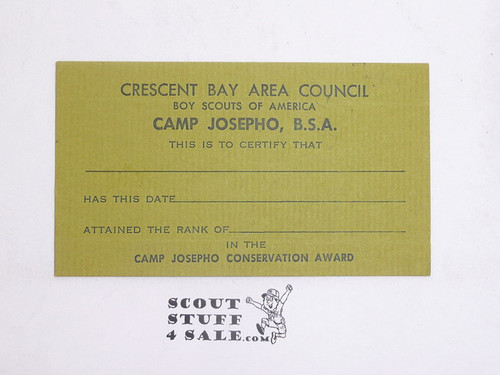 CRESCENT BAY AREA COUNCIL
BOY SCOUTS OF AMERICA
CAMP JOSEPHO, B.S.A.
THIS IS TO CERTIFY THAT
HAS THIS DATE
ATTAINED THE RANK OF
IN THE
CAMP JOSEPHO CONSERVATION AWARD
SCOUT
STUFF
4 SALE.COM